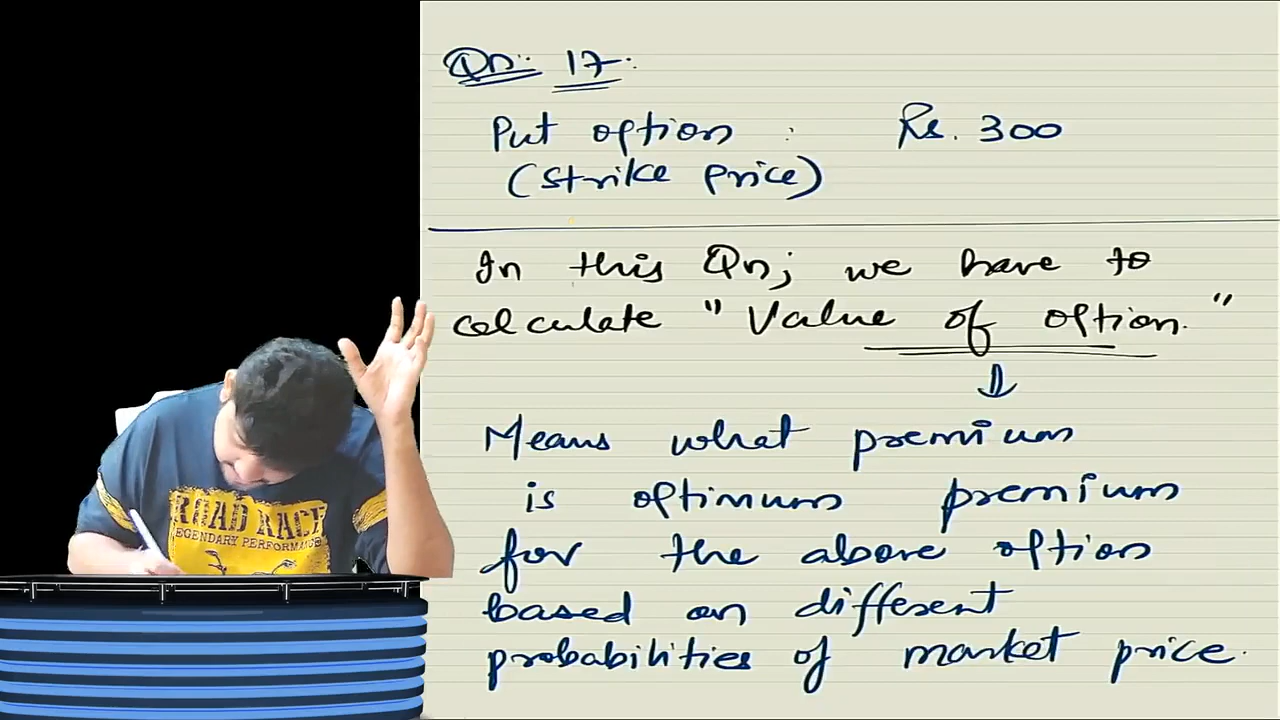 Qn: 17:
Put option : Rs. 300
(Strike price)
In this Qn; we have to
calculate "Value of option."
Means what premium
is optimum premium
for the above option
based on different
probabilities of market price.
ROAD RACE
LEGENDARY PERFORMANCE